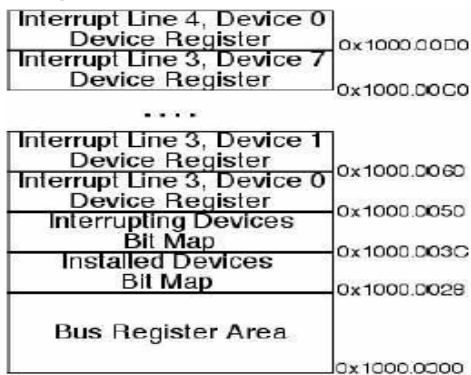 Interrupt Line 4, Device 0
Device Register
0x1000.00D0
Interrupt Line 3, Device 7
Device Register
0x1000.00C0
....
Interrupt Line 3, Device 1
Device Register
0x1000.0060
Interrupt Line 3, Device 0
Device Register
0x1000.0050
Interrupting Devices
Bit Map
0x1000.003C
Installed Devices
Bit Map
0x1000.0028
Bus Register Area
0x1000.0000